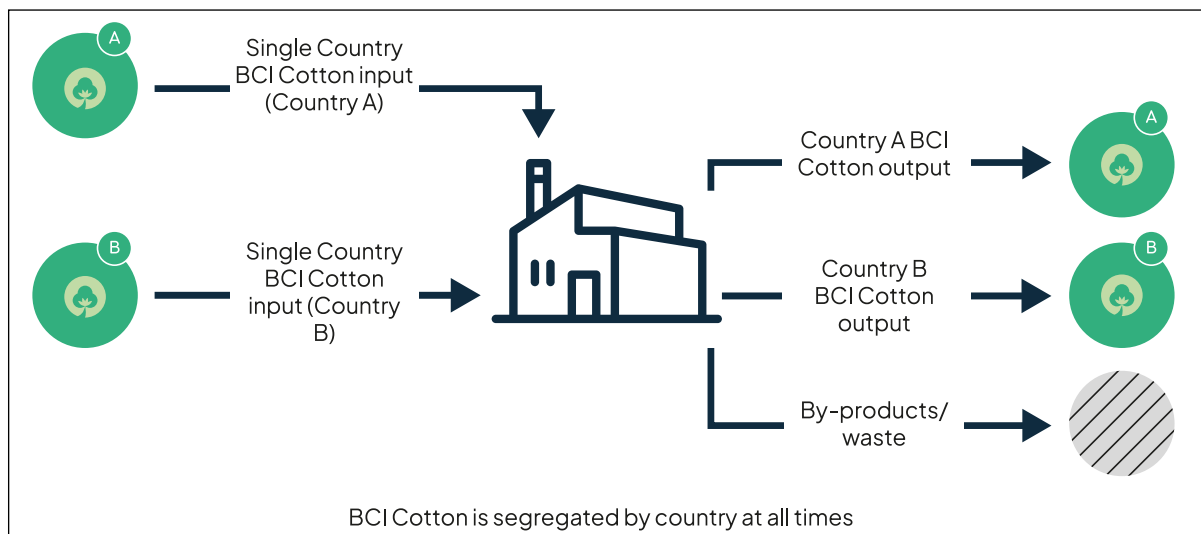 A
Single Country
BCI Cotton input
(Country A)
B
Single Country
BCI Cotton
input (Country
B)
Country A BCI
Cotton output
A
Country B
BCI Cotton
output
B
By-products/
waste
BCI Cotton is segregated by country at all times